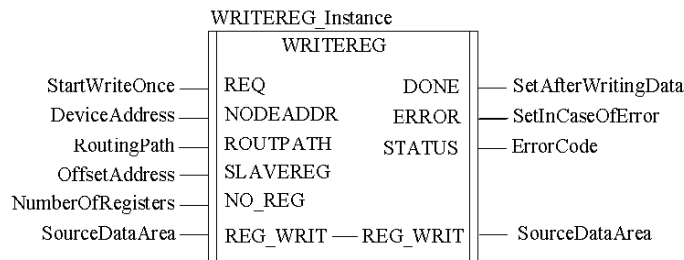 WRITEREG_Instance
WRITEREG
StartWriteOnce REQ DONE SetAfterWritingData
DeviceAddress NODEADDR ERROR SetInCaseOfError
RoutingPath ROUTPATH STATUS ErrorCode
OffsetAddress SLAVEREG
NumberOfRegisters NO_REG
SourceDataArea REG_WRIT REG_WRIT SourceDataArea